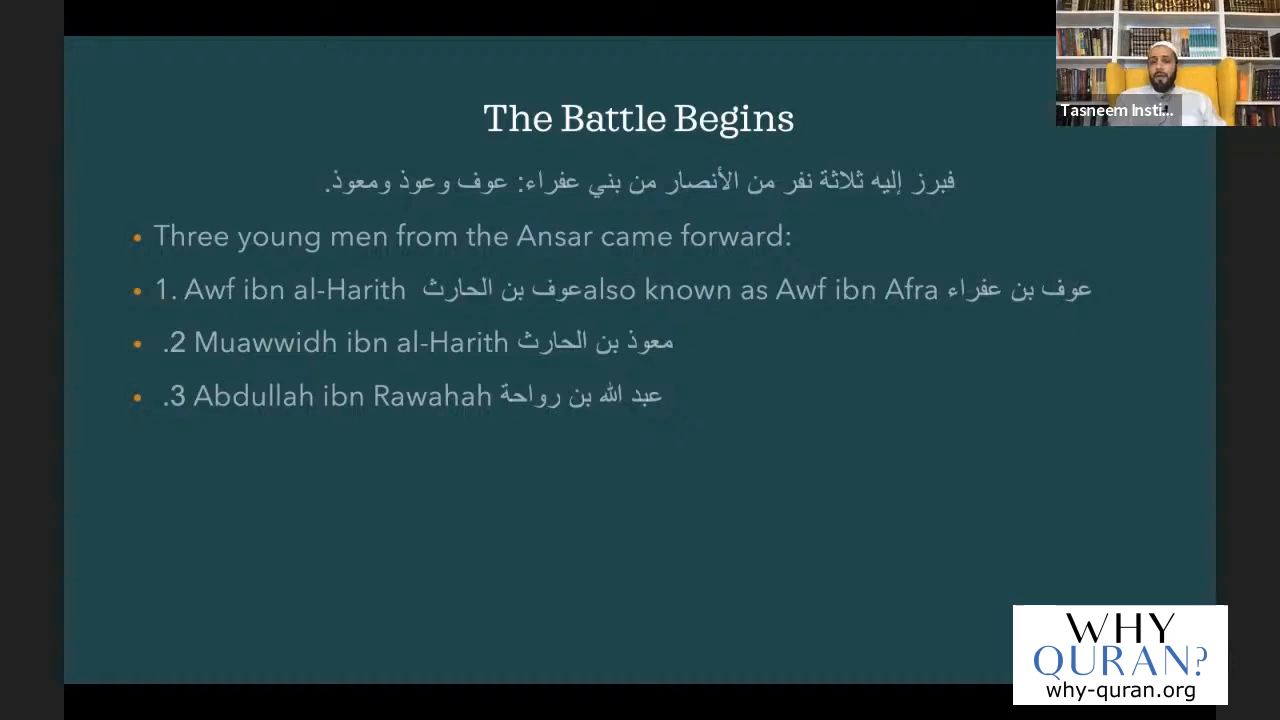 Tasneem Insti...
The Battle Begins
فبرز إليه ثلاثة نفر من الأنصار من بني عفراء: عوف وعوذ ومعوذ.
• Three young men from the Ansar came forward:
• 1. Awf ibn al-Harith عوف بن الحارثalso known as Awf ibn Afra عوف بن عفراء
• .2 Muawwidh ibn al-Harith معوذ بن الحارث
• .3 Abdullah ibn Rawahah عبد الله بن رواحة
WHY
QURAN?
why-quran.org